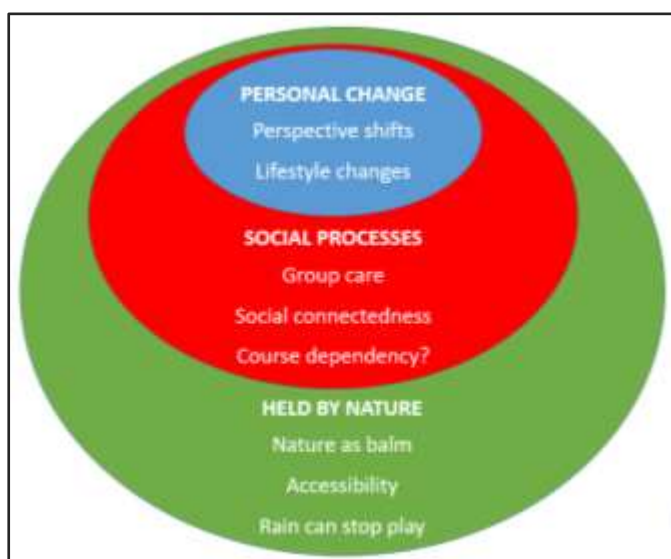 PERSONAL CHANGE
Perspective shifts
Lifestyle changes
SOCIAL PROCESSES
Group care
Social connectedness
Course dependency?
HELD BY NATURE
Nature as balm
Accessibility
Rain can stop play